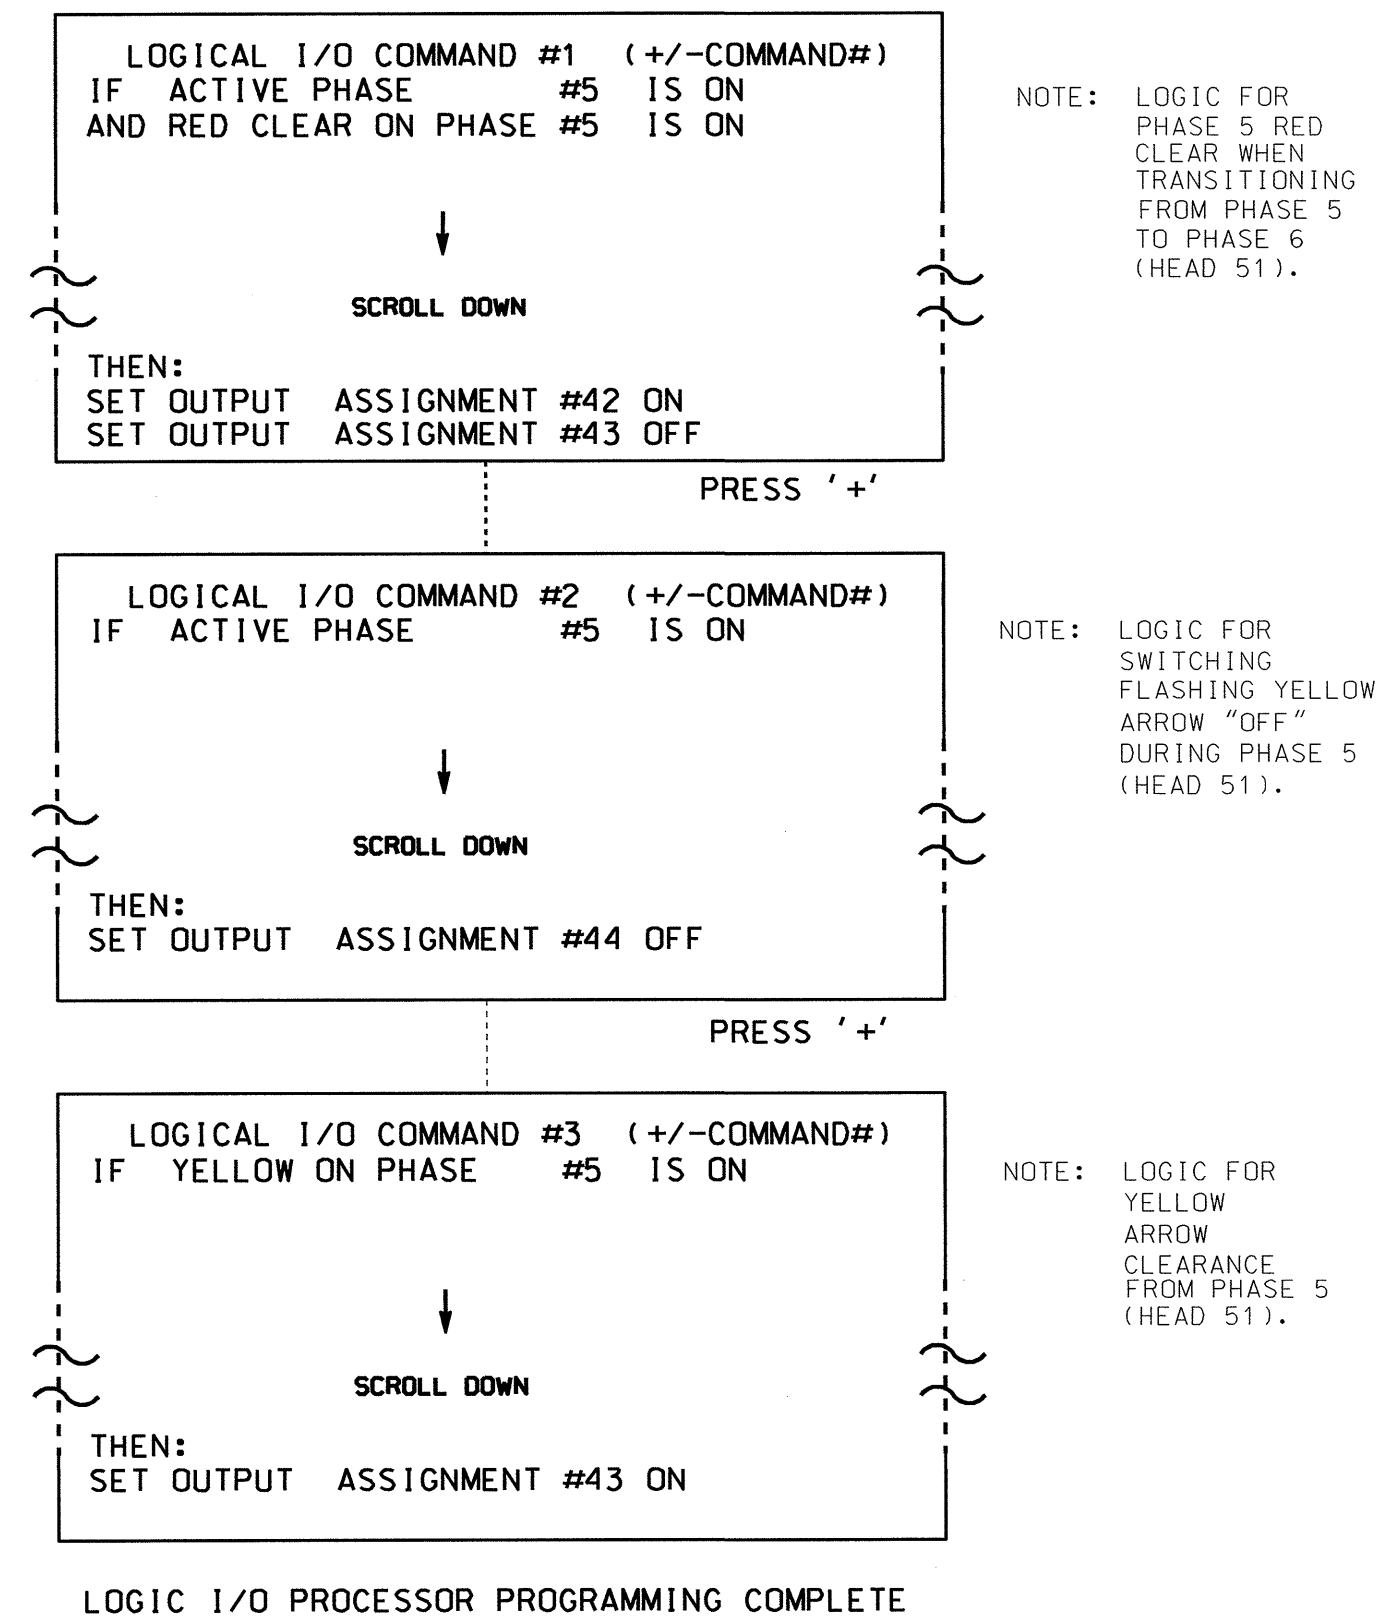 LOGICAL I/O COMMAND #1 (+/-COMMAND#)
IF ACTIVE PHASE #5 IS ON
AND RED CLEAR ON PHASE #5 IS ON
SCROLL DOWN
THEN:
SET OUTPUT ASSIGNMENT #42 ON
SET OUTPUT ASSIGNMENT #43 OFF
NOTE: LOGIC FOR
PHASE 5 RED
CLEAR WHEN
TRANSITIONING
FROM PHASE 5
TO PHASE 6
(HEAD 51).
PRESS '+'
LOGICAL I/O COMMAND #2 (+/-COMMAND#)
IF ACTIVE PHASE #5 IS ON
SCROLL DOWN
THEN:
SET OUTPUT ASSIGNMENT #44 OFF
NOTE: LOGIC FOR
SWITCHING
FLASHING YELLOW
ARROW "OFF"
DURING PHASE 5
(HEAD 51).
PRESS '+'
LOGICAL I/O COMMAND #3 (+/-COMMAND#)
IF YELLOW ON PHASE #5 IS ON
SCROLL DOWN
THEN:
SET OUTPUT ASSIGNMENT #43 ON
NOTE: LOGIC FOR
YELLOW
ARROW
CLEARANCE
FROM PHASE 5
(HEAD 51).
LOGIC I/O PROCESSOR PROGRAMMING COMPLETE